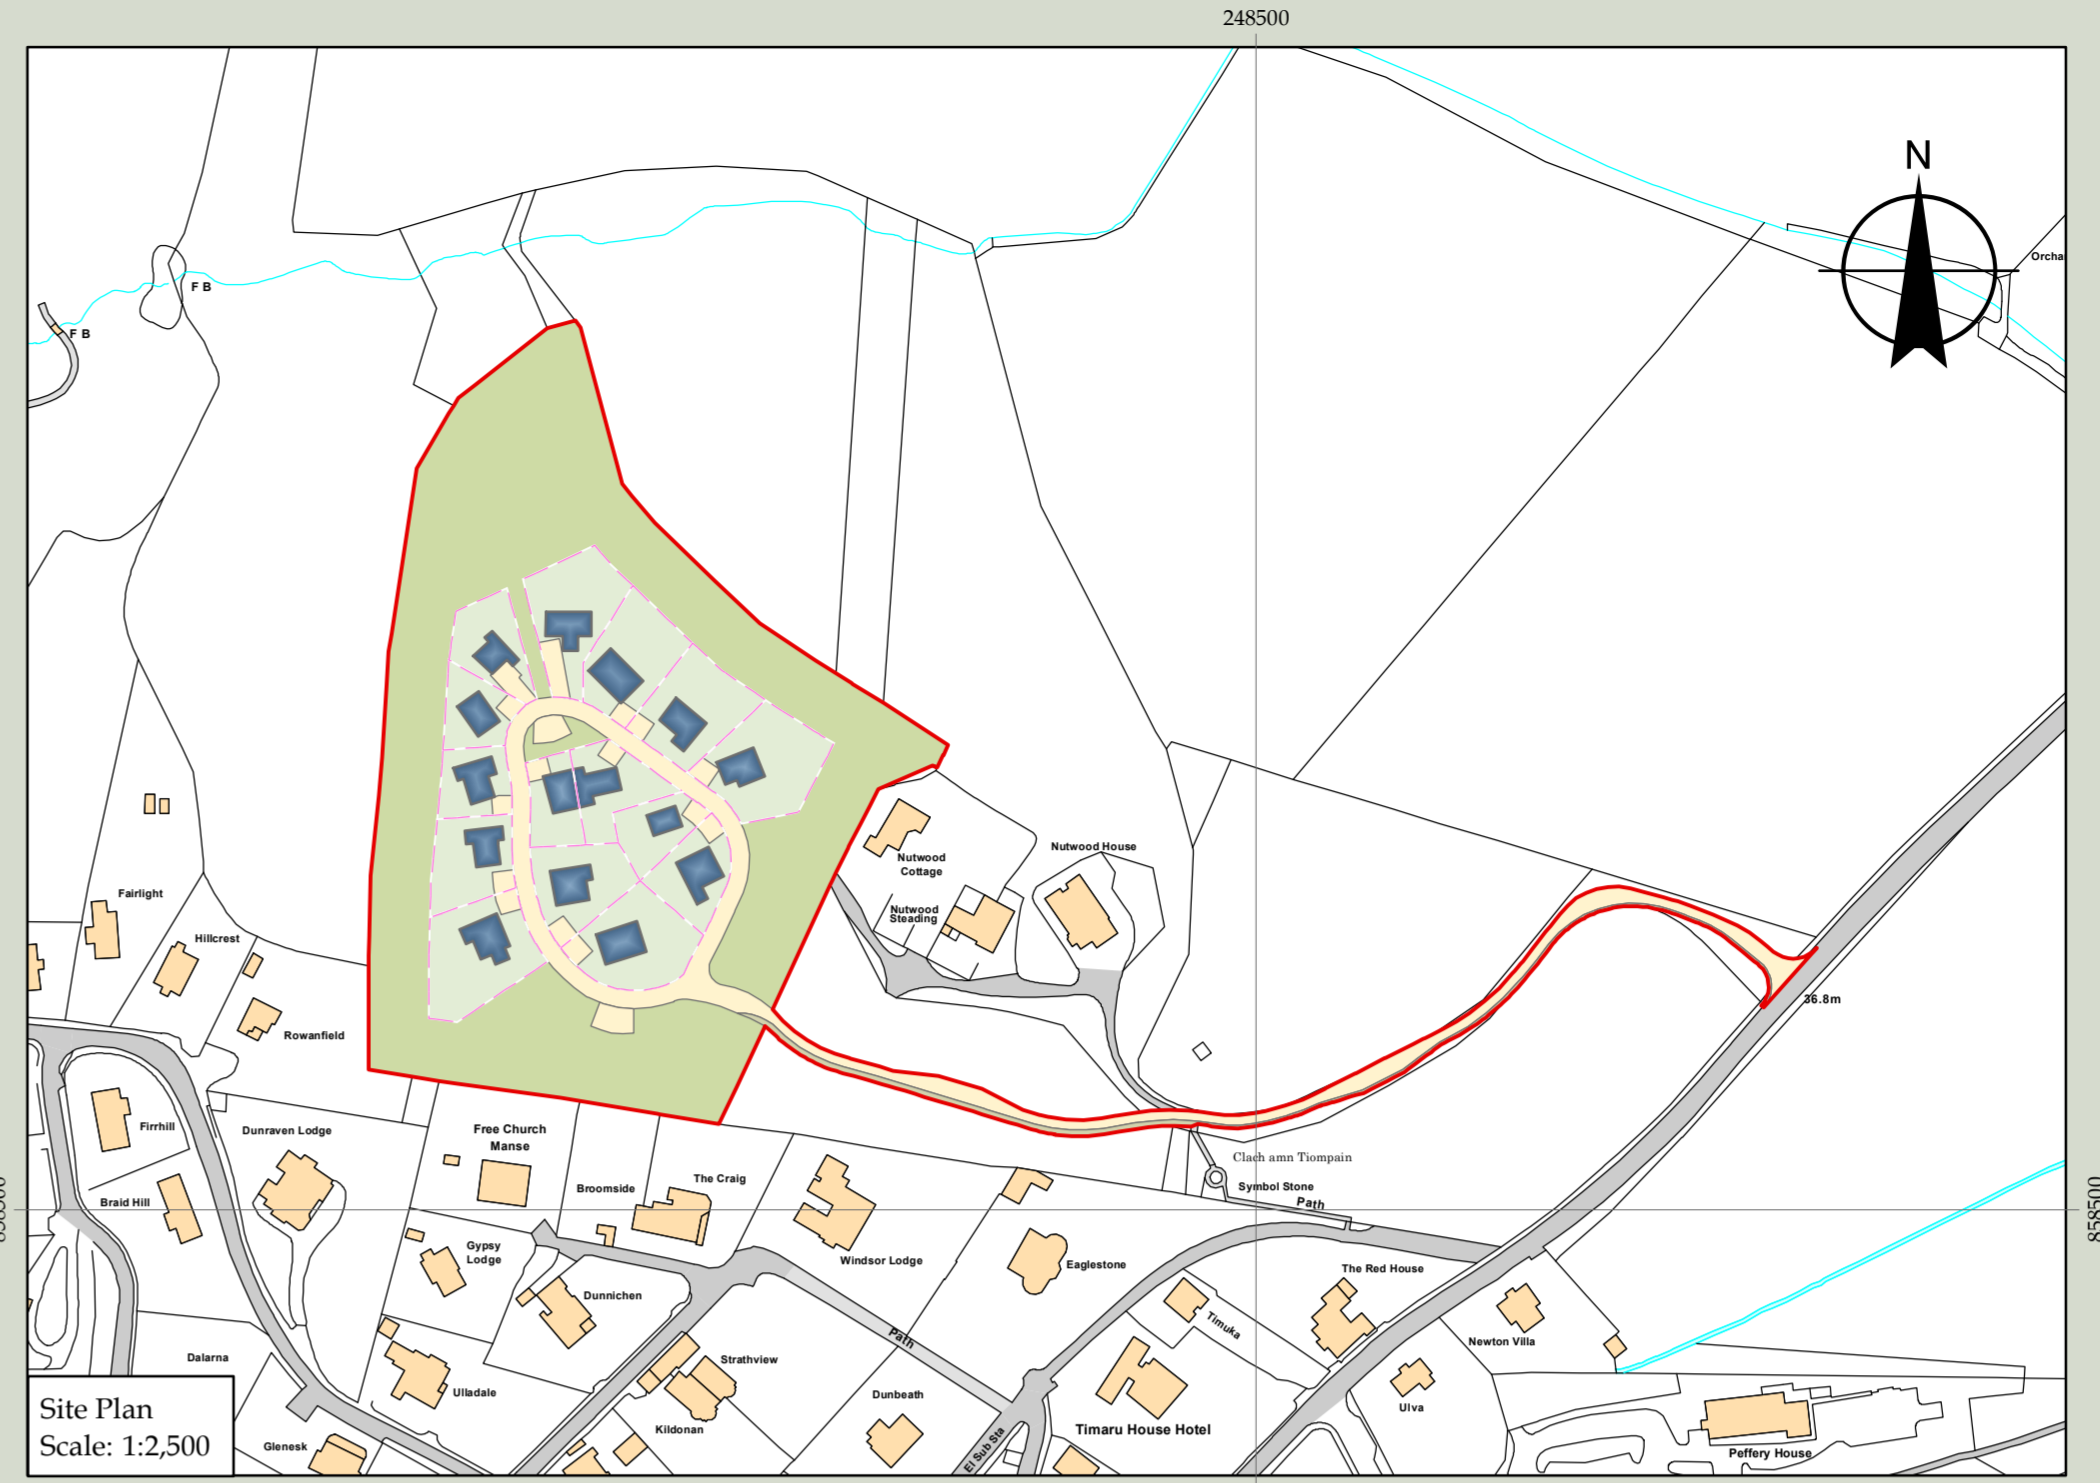 248500
N
Orcha
F B
F B
Nutwood House
Nutwood
Cottage
Nutwood
Steading
Fairlight
Hillcrest
Rowanfield
36.8m
Firrhill
Dunraven Lodge
Free Church
Manse
Clach amn Tiompain
Symbol Stone
Path
The Craig
Broomside
Braid Hill
858500
Gypsy
Lodge
Windsor Lodge
Eaglestone
The Red House
Dunnichen
Timuka
Newton Villa
Path
Dalarna
Strathview
Ulladale
Dunbeath
Ulva
Site Plan
Scale: 1:2,500
Kildonan
Timaru House Hotel
El Sub Sta
Glenesk
Peffery House